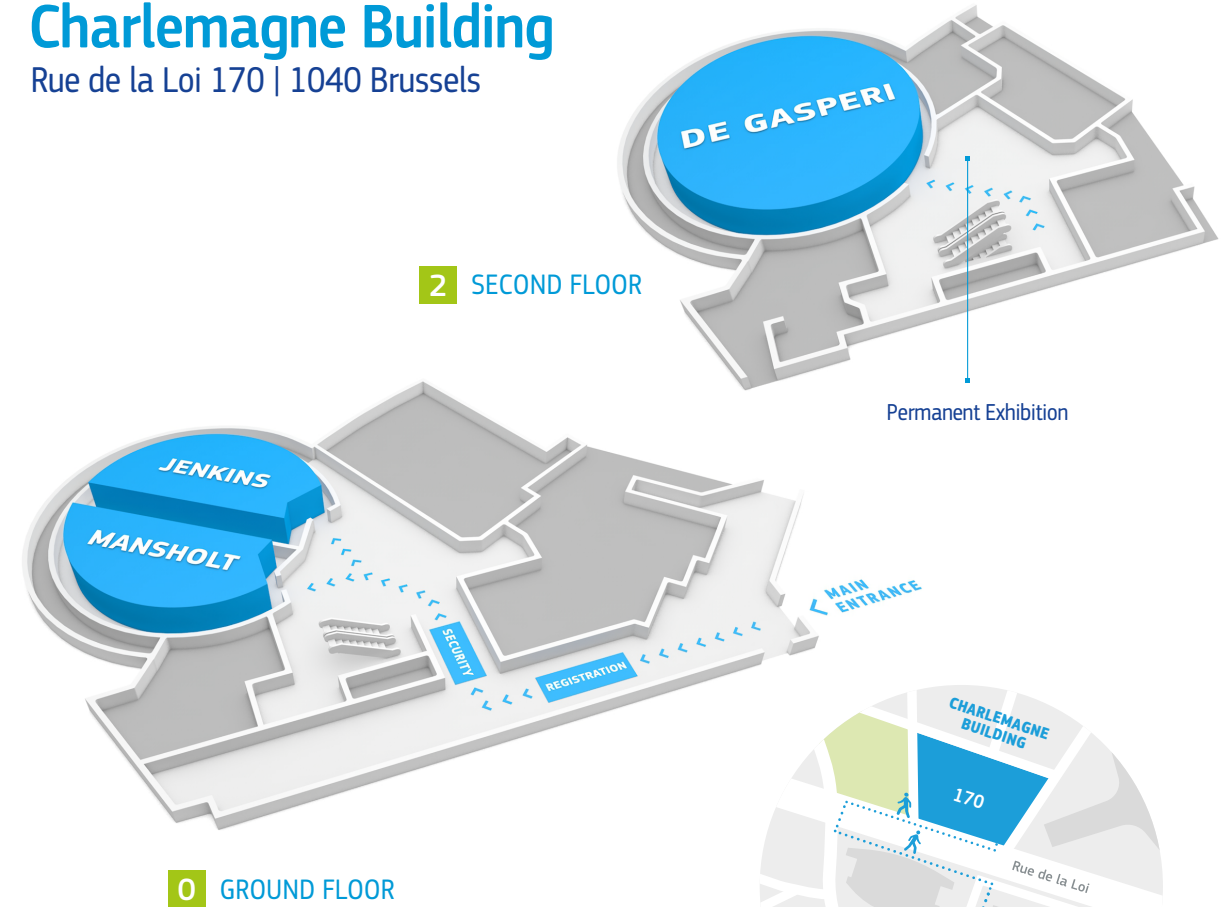 Charlemagne Building
Rue de la Loi 170 | 1040 Brussels
DE GASPERI
2 SECOND FLOOR
Permanent Exhibition
JENKINS
MANSHOLT
MAIN
ENTRANCE
SECURITY
REGISTRATION
CHARLEMAGNE
BUILDING
170
Rue de la Loi
0 GROUND FLOOR